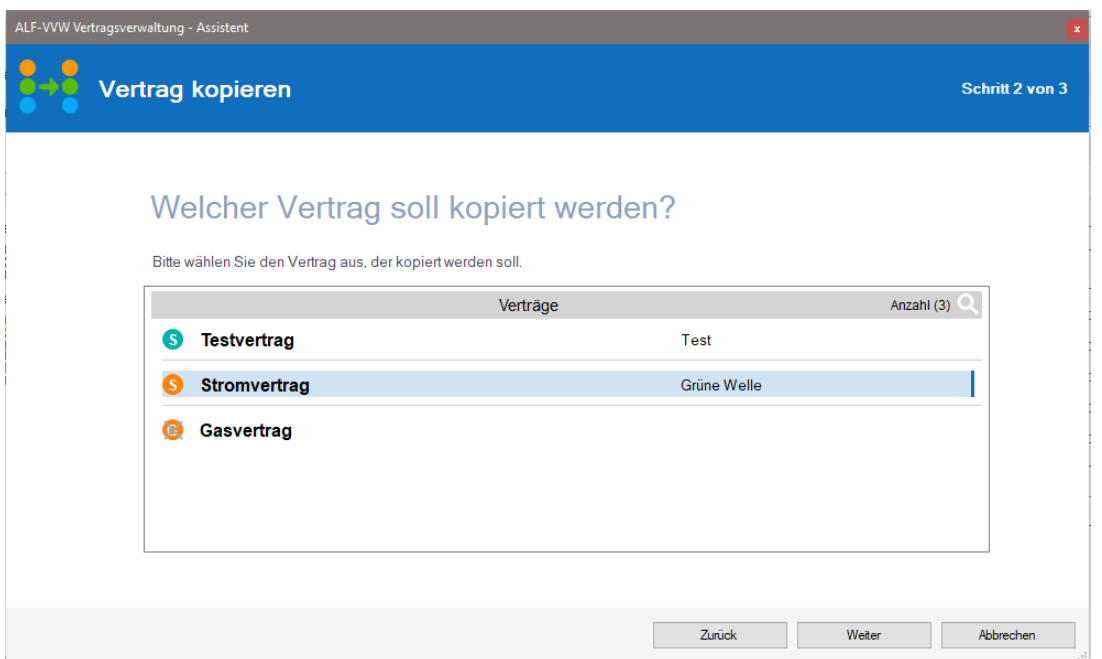 ALF-VVW Vertragsverwaltung - Assistent
x
Vertrag kopieren
Schritt 2 von 3
Welcher Vertrag soll kopiert werden?
Bitte wählen Sie den Vertrag aus, der kopiert werden soll.
Verträge Anzahl (3)
S Testvertrag Test
S Stromvertrag Grüne Welle
Gasvertrag
Zurück Weiter Abbrechen